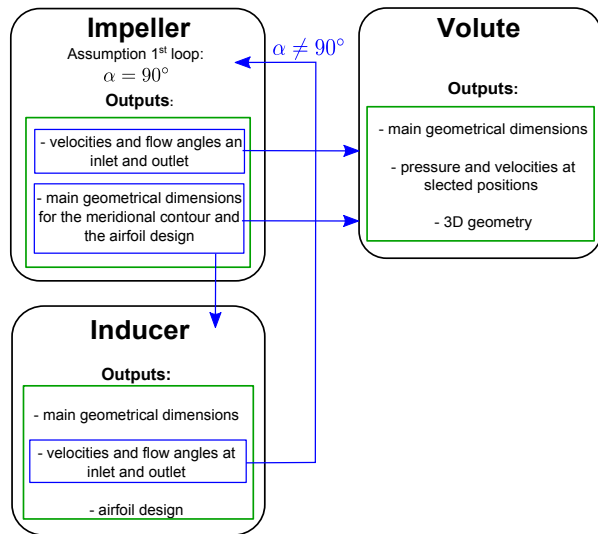 Impeller
Assumption 1st loop:
α = 90°
Outputs:
- velocities and flow angles an
inlet and outlet
- main geometrical dimensions
for the meridional contour and
the airfoil design
α ≠ 90°
Volute
Outputs:
- main geometrical dimensions
- pressure and velocities at
slected positions
- 3D geometry
Inducer
Outputs:
- main geometrical dimensions
- velocities and flow angles at
inlet and outlet
- airfoil design